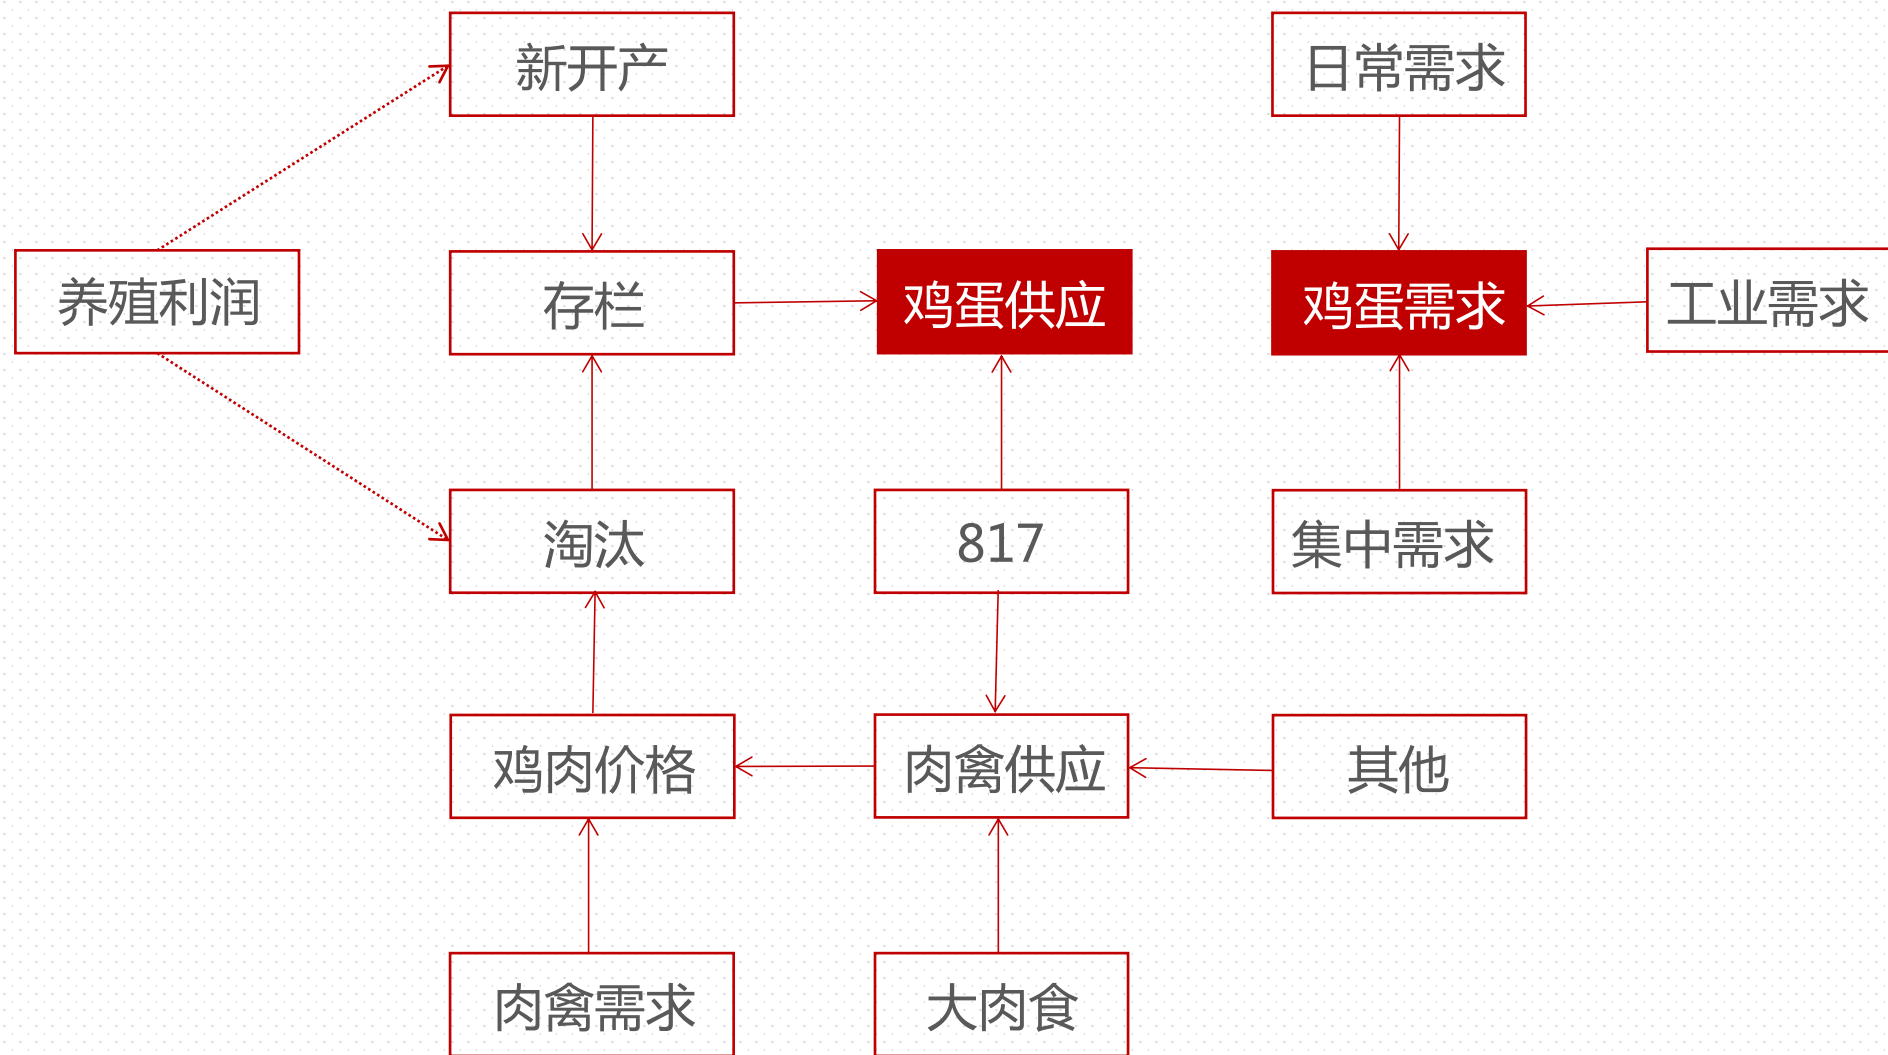 新开产
日常需求
养殖利润
存栏
鸡蛋供应
鸡蛋需求
工业需求
淘汰
817
集中需求
鸡肉价格
肉禽供应
其他
肉禽需求
大肉食